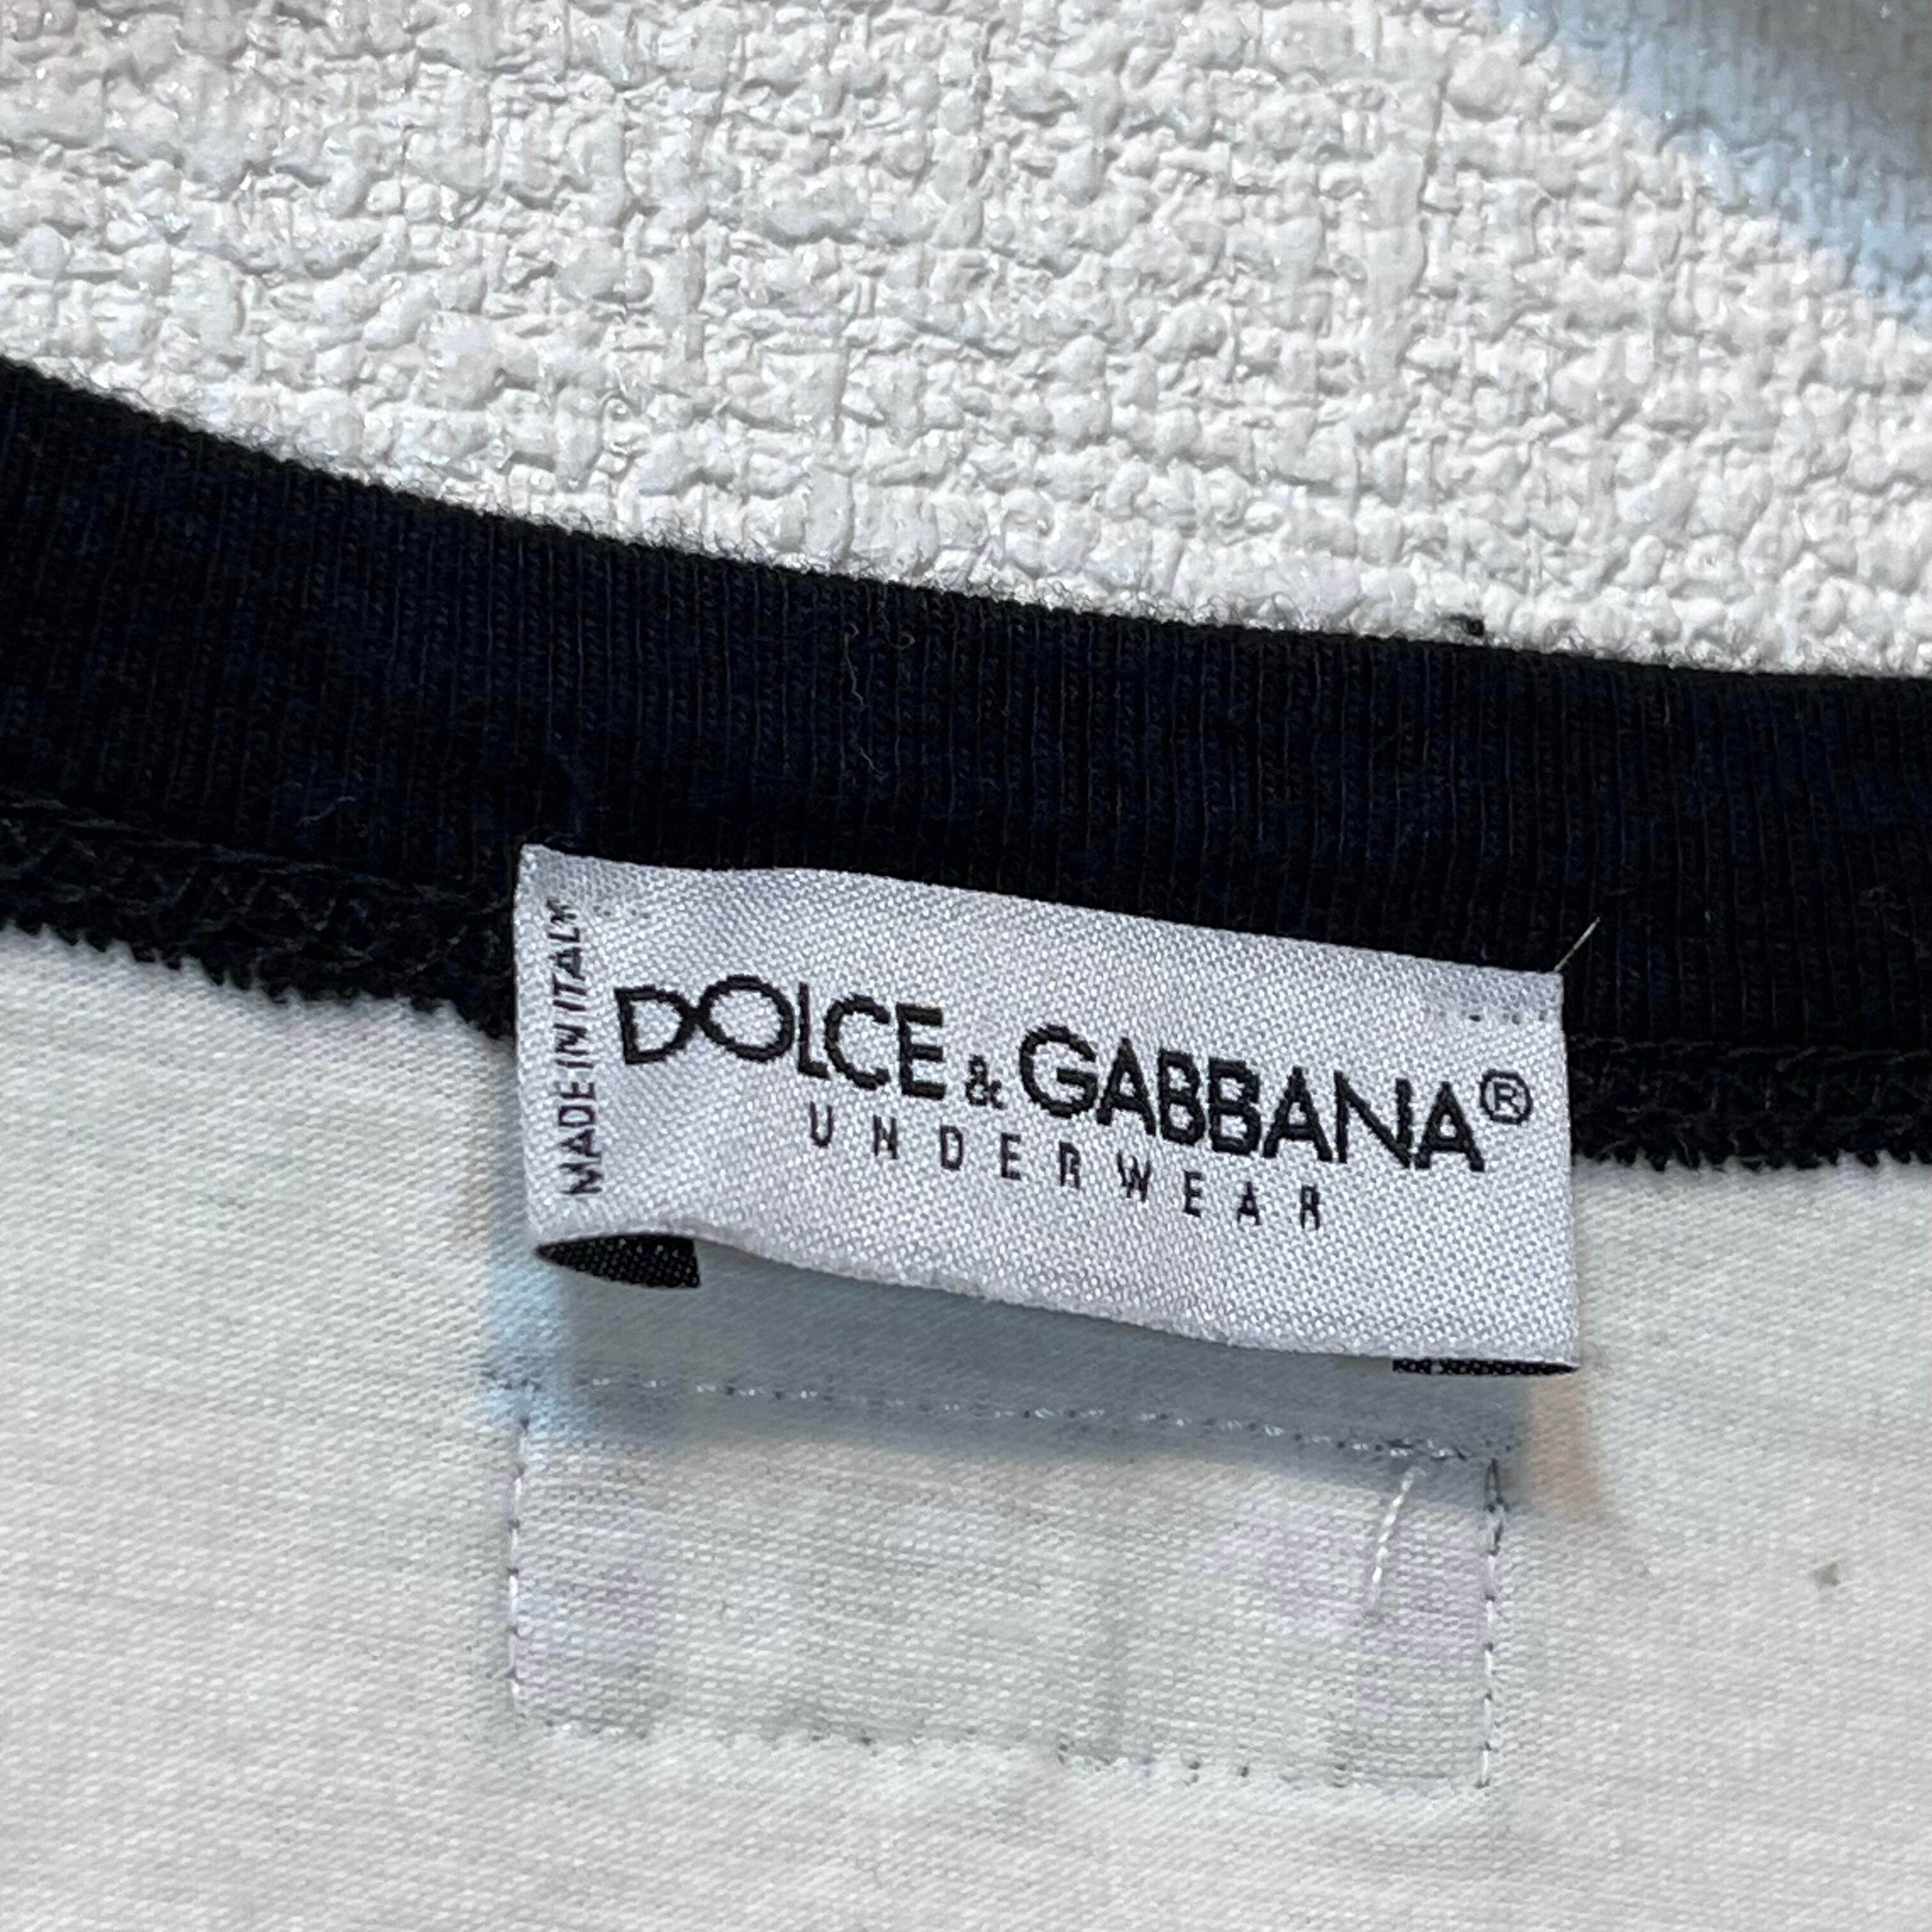 MADE IN ITALY
DOLCE & GABBANA®
UNDERWEAR